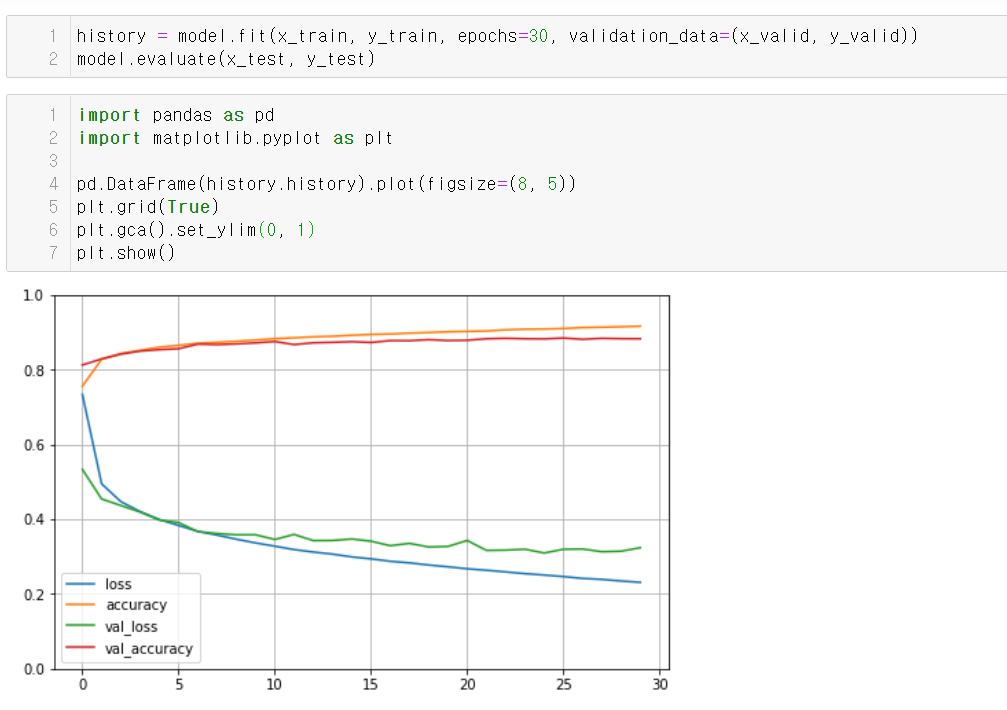 1 history = model.fit(x_train, y_train, epochs=30, validation_data=(x_valid, y_valid))
2 model.evaluate(x_test, y_test)
1 import pandas as pd
2 import matplotlib.pyplot as plt
3
4 pd.DataFrame(history.history).plot(figsize=(8, 5))
5 plt.grid(True)
6 plt.gca().set_ylim(0, 1)
7 plt.show()
1.0
0.8
0.6
0.4
0.2
0.0
loss
accuracy
val_loss
val_accuracy
0 5 10 15 20 25 30